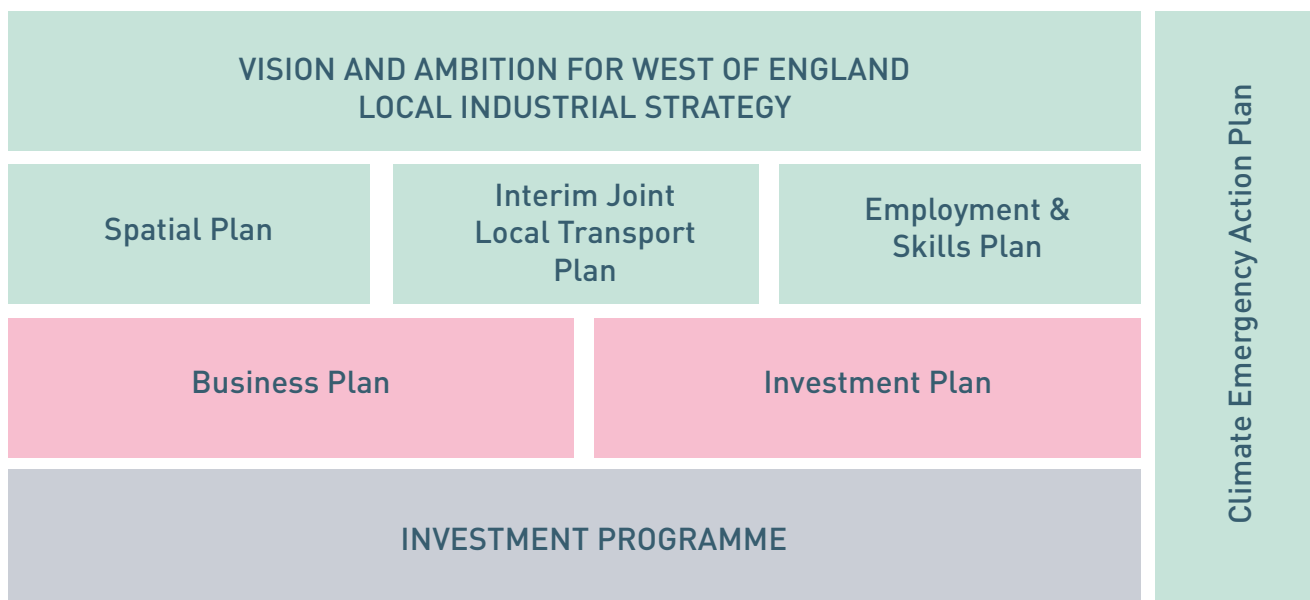 VISION AND AMBITION FOR WEST OF ENGLAND
LOCAL INDUSTRIAL STRATEGY
Spatial Plan
Interim Joint
Local Transport
Plan
Employment &
Skills Plan
Business Plan
Investment Plan
INVESTMENT PROGRAMME
Climate Emergency Action Plan